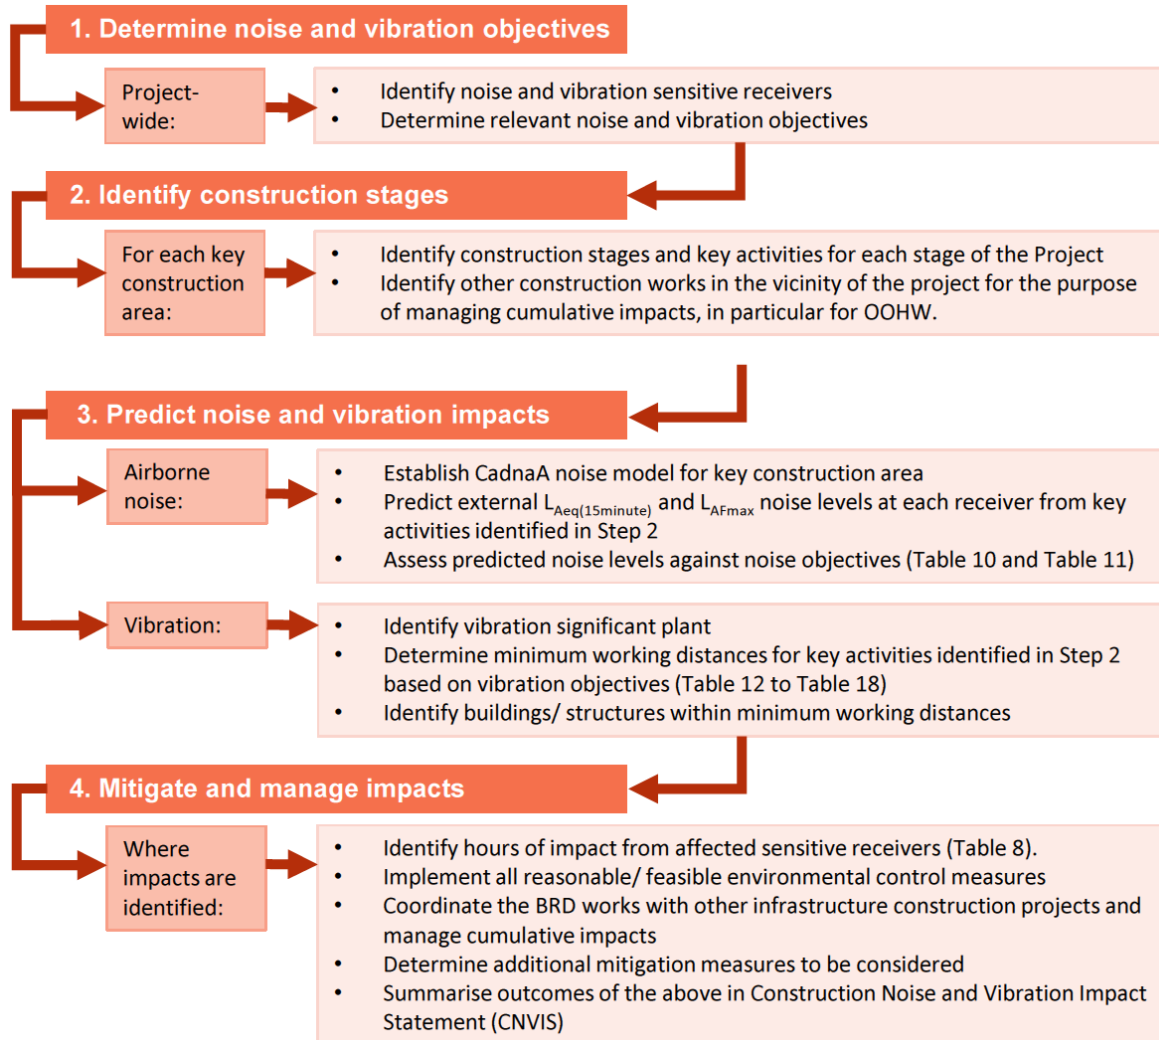 1. Determine noise and vibration objectives
Project-
wide:
• Identify noise and vibration sensitive receivers
• Determine relevant noise and vibration objectives
2. Identify construction stages
For each key
construction
area:
• Identify construction stages and key activities for each stage of the Project
• Identify other construction works in the vicinity of the project for the purpose
of managing cumulative impacts, in particular for OOHW.
3. Predict noise and vibration impacts
Airborne
noise:
• Establish CadnaA noise model for key construction area
• Predict external LAeq(15minute) and LAFmax noise levels at each receiver from key
activities identified in Step 2
• Assess predicted noise levels against noise objectives (Table 10 and Table 11)
Vibration:
• Identify vibration significant plant
• Determine minimum working distances for key activities identified in Step 2
based on vibration objectives (Table 12 to Table 18)
• Identify buildings/ structures within minimum working distances
4. Mitigate and manage impacts
Where
impacts are
identified:
• Identify hours of impact from affected sensitive receivers (Table 8).
• Implement all reasonable/ feasible environmental control measures
• Coordinate the BRD works with other infrastructure construction projects and
manage cumulative impacts
• Determine additional mitigation measures to be considered
• Summarise outcomes of the above in Construction Noise and Vibration Impact
Statement (CNVIS)